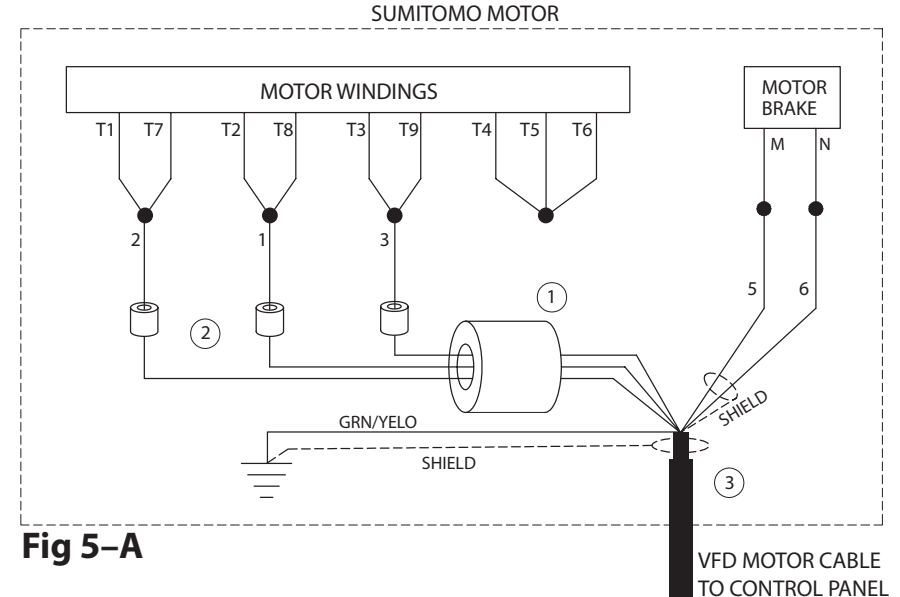 SUMITOMO MOTOR
MOTOR WINDINGS
MOTOR
BRAKE
T1 T7 T2 T8 T3 T9 T4 T5 T6
M N
2 1 3
5 6
1
2
GRN/YELO
SHIELD
SHIELD
3
Fig 5–A
VFD MOTOR CABLE
TO CONTROL PANEL